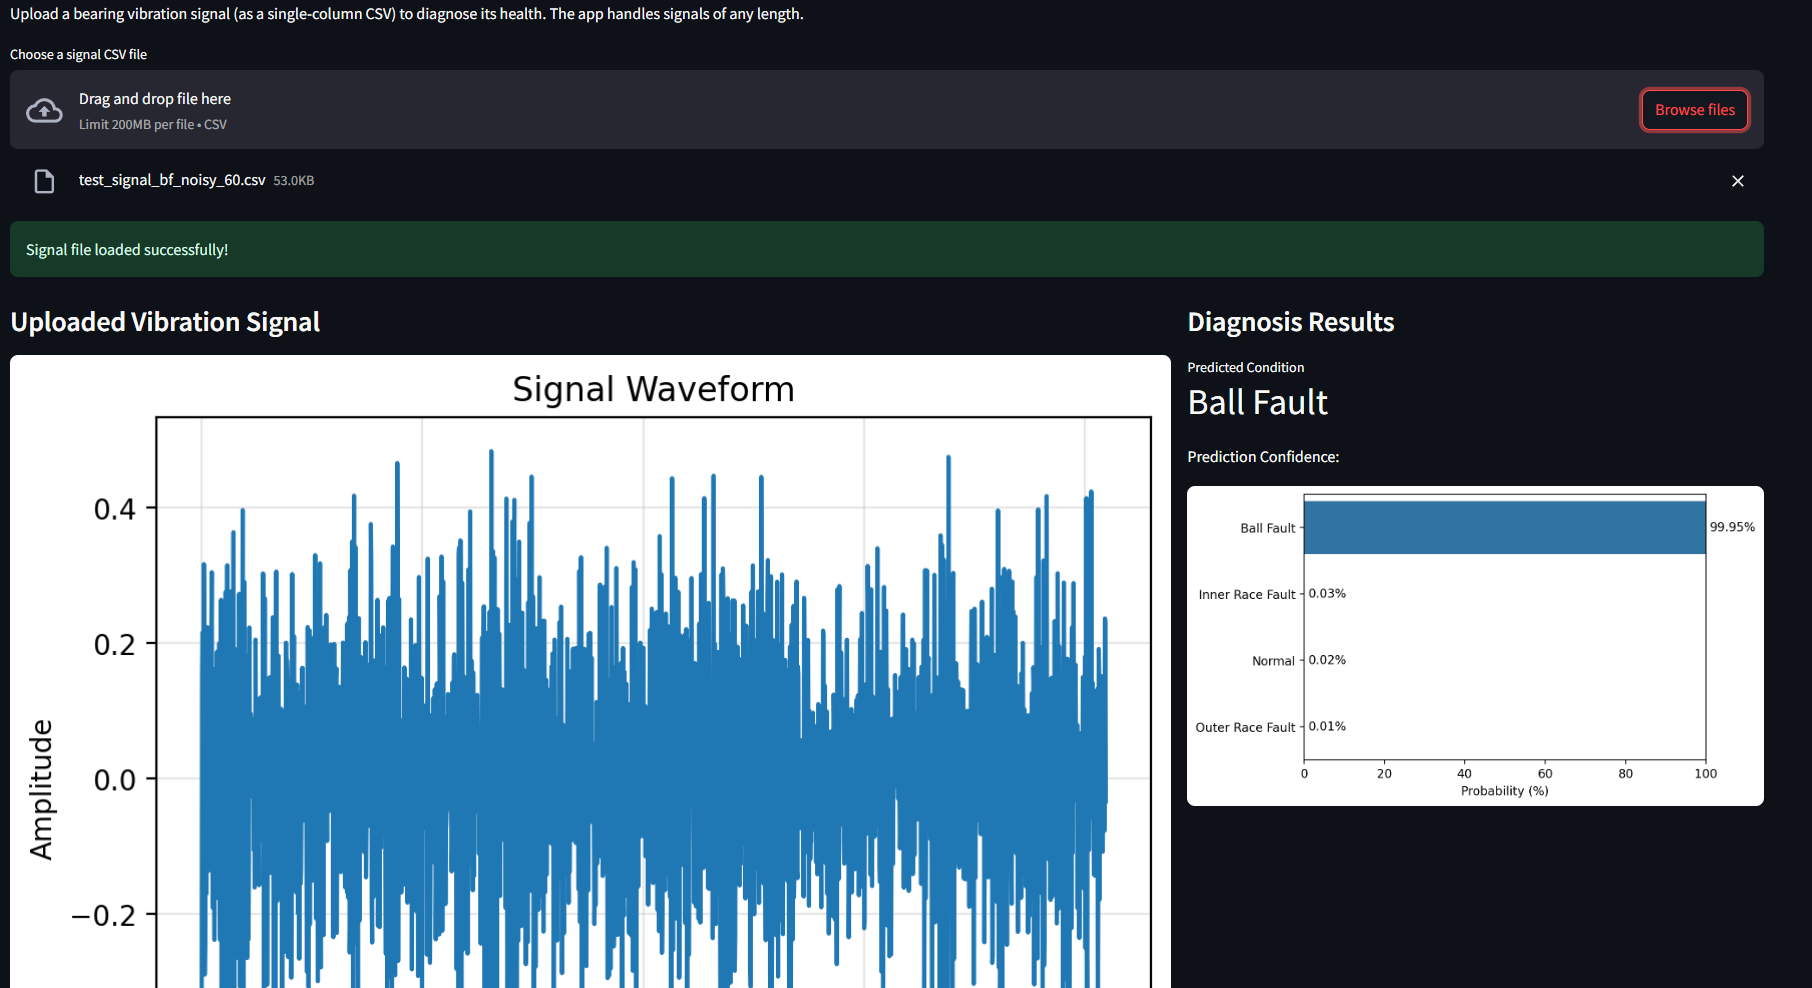 Upload a bearing vibration signal (as a single-column CSV) to diagnose its health. The app handles signals of any length.
Choose a signal CSV file
Drag and drop file here
Limit 200MB per file • CSV
Browse files
test_signal_bf_noisy_60.csv 53.0KB
Signal file loaded successfully!
Uploaded Vibration Signal
Signal Waveform
0.4
0.2
0.0
−0.2
Amplitude
Diagnosis Results
Predicted Condition
Ball Fault
Prediction Confidence:
Ball Fault 99.95%
Inner Race Fault 0.03%
Normal 0.02%
Outer Race Fault 0.01%
0 20 40 60 80 100
Probability (%)